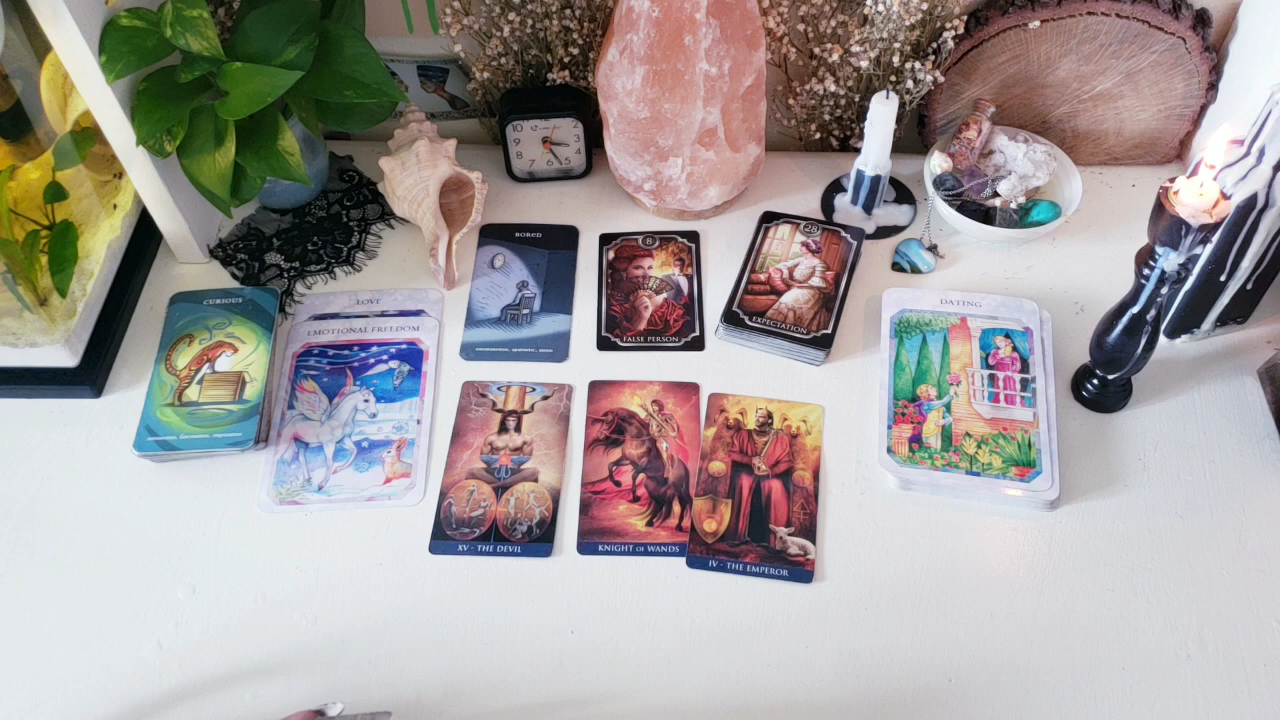 CURIOUS
LOVE
EMOTIONAL FREEDOM
BORED
8
FALSE PERSON
28
EXPECTATION
DATING
XV - THE DEVIL
KNIGHT OF WANDS
IV - THE EMPEROR